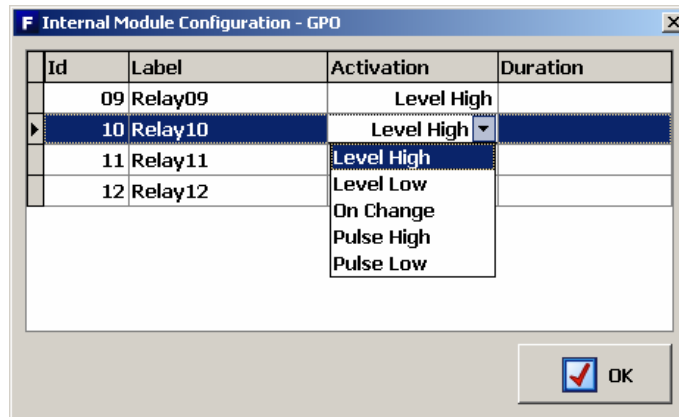 F Internal Module Configuration - GPO
Id Label Activation Duration
09 Relay09 Level High
10 Relay10 Level High
11 Relay11 Level High
12 Relay12 Level Low
On Change
Pulse High
Pulse Low
OK